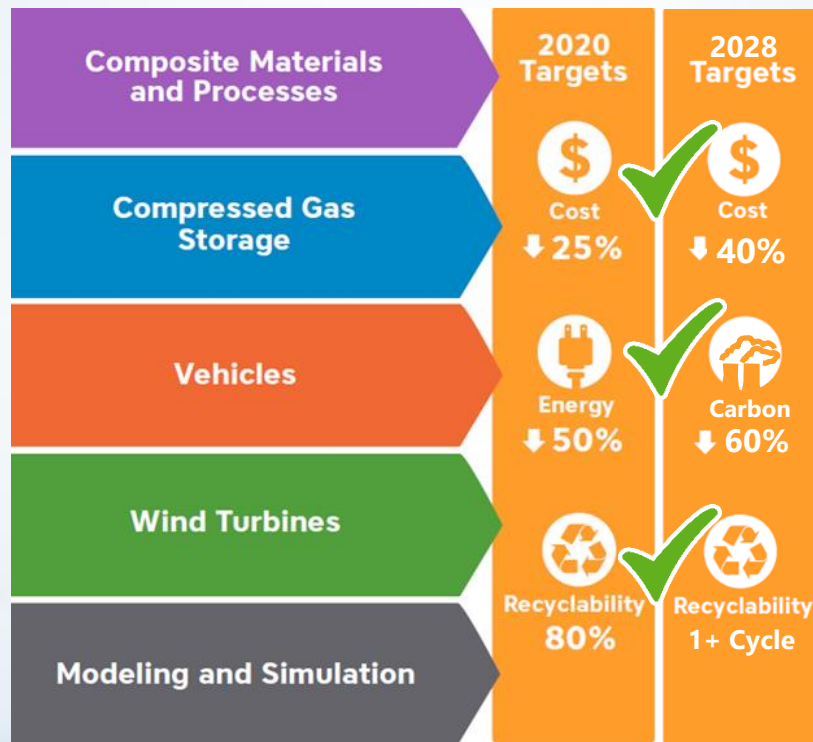 Composite Materials
and Processes
Compressed Gas
Storage
Vehicles
Wind Turbines
Modeling and Simulation
2020
Targets
$
Cost
25%
Energy
50%
Recyclability
80%
2028
Targets
$
Cost
40%
Carbon
60%
Recyclability
1+ Cycle